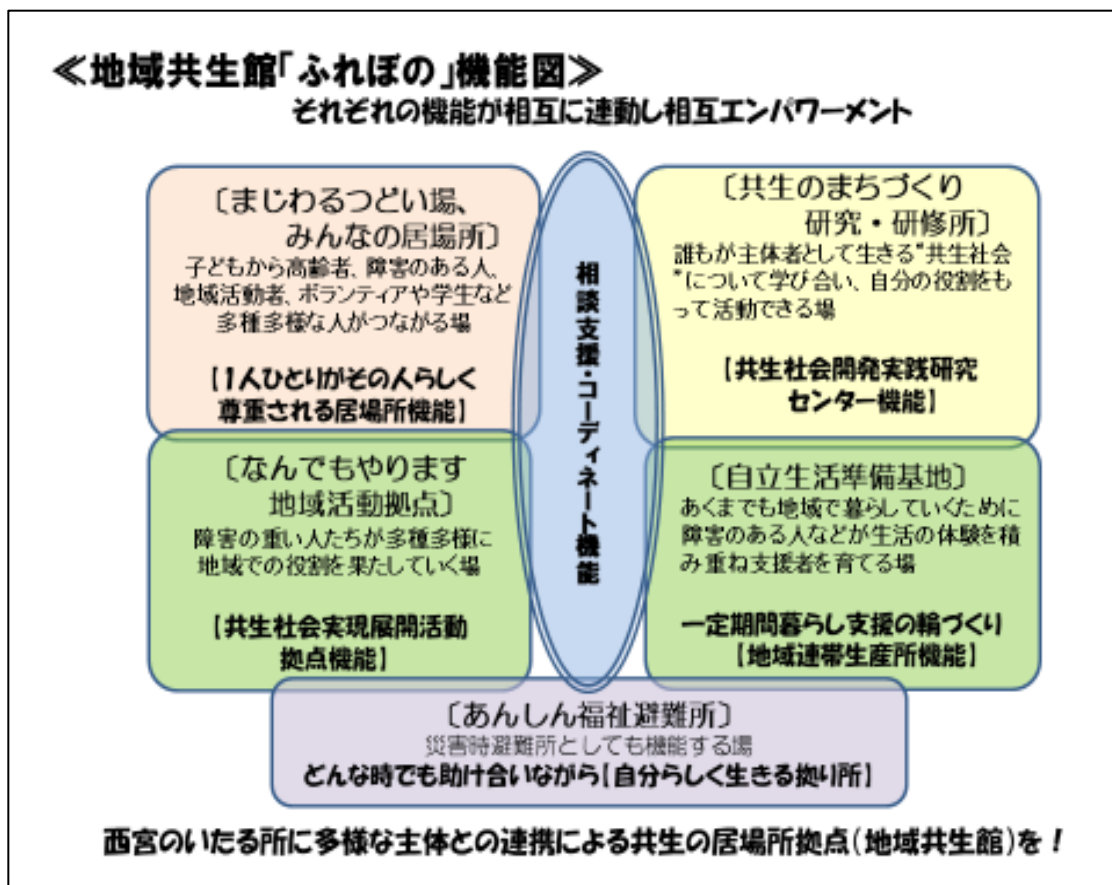 ≪地域共生館「ふれぼの」機能図≫
それぞれの機能が相互に連動し相互エンパワーメント
〔まじわるつどい場、
みんなの居場所〕
子どもから高齢者、障害のある人、
地域活動者、ボランティアや学生など
多種多様な人がつながる場
【1人ひとりがその人らしく
尊重される居場所機能】
〔共生のまちづくり
研究・研修所〕
誰もが主体者として生きる"共生社会
"について学び合い、自分の役割をも
って活動できる場
【共生社会開発実践研究
センター機能】
相談支援・コーディネート機能
〔なんでもやります
地域活動拠点〕
障害の重い人たちが多種多様に
地域での役割を果たしていく場
【共生社会実現展開活動
拠点機能】
〔自立生活準備基地〕
あくまでも地域で暮らしていくために
障害のある人などが生活の体験を積
み重ね支援者を育てる場
一定期間暮らし支援の輪づくり
【地域連帯生産所機能】
〔あんしん福祉避難所〕
災害時避難所としても機能する場
どんな時でも助け合いながら【自分らしく生きる拠り所】
西宮のいたる所に多様な主体との連携による共生の居場所拠点(地域共生館)を！